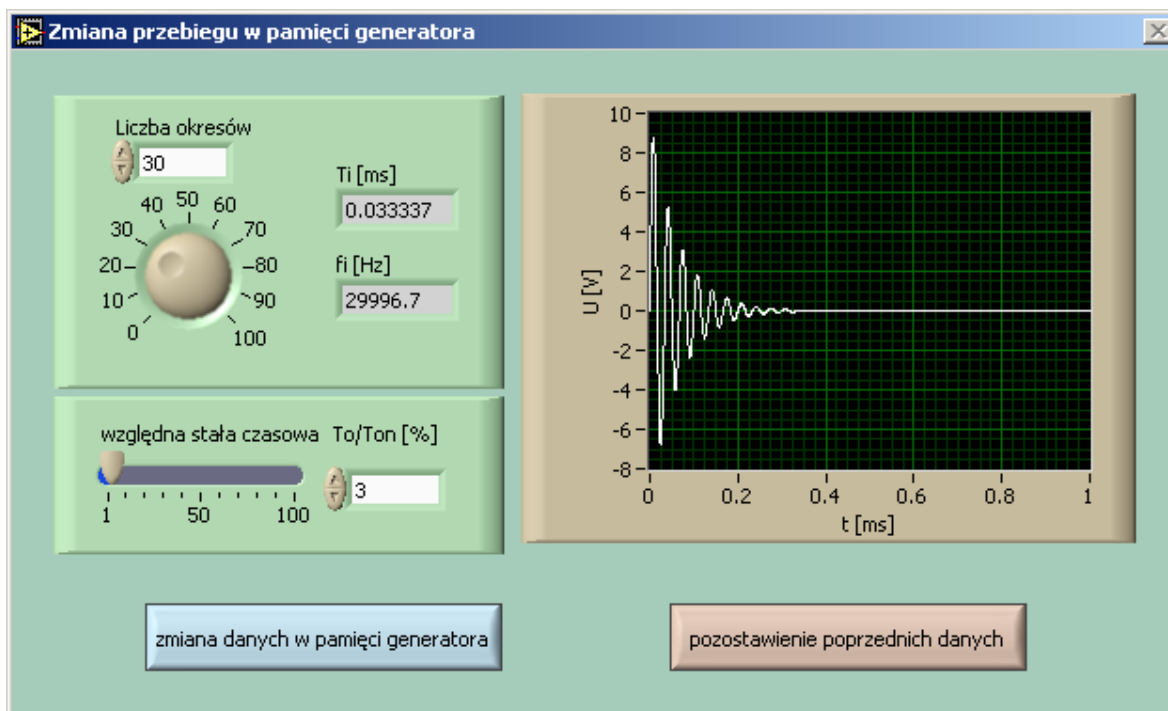 Zmiana przebiegu w pamięci generatora
Liczba okresów
30
0 10 20 30 40 50 60 70 80 90 100
Ti [ms]
0.033337
fi [Hz]
29996.7
względna stała czasowa To/Ton [%]
1 50 100
3
U [V]
10
8
6
4
2
0
-2
-4
-6
-8
0 0.2 0.4 0.6 0.8 1
t [ms]
zmiana danych w pamięci generatora
pozostawienie poprzednich danych